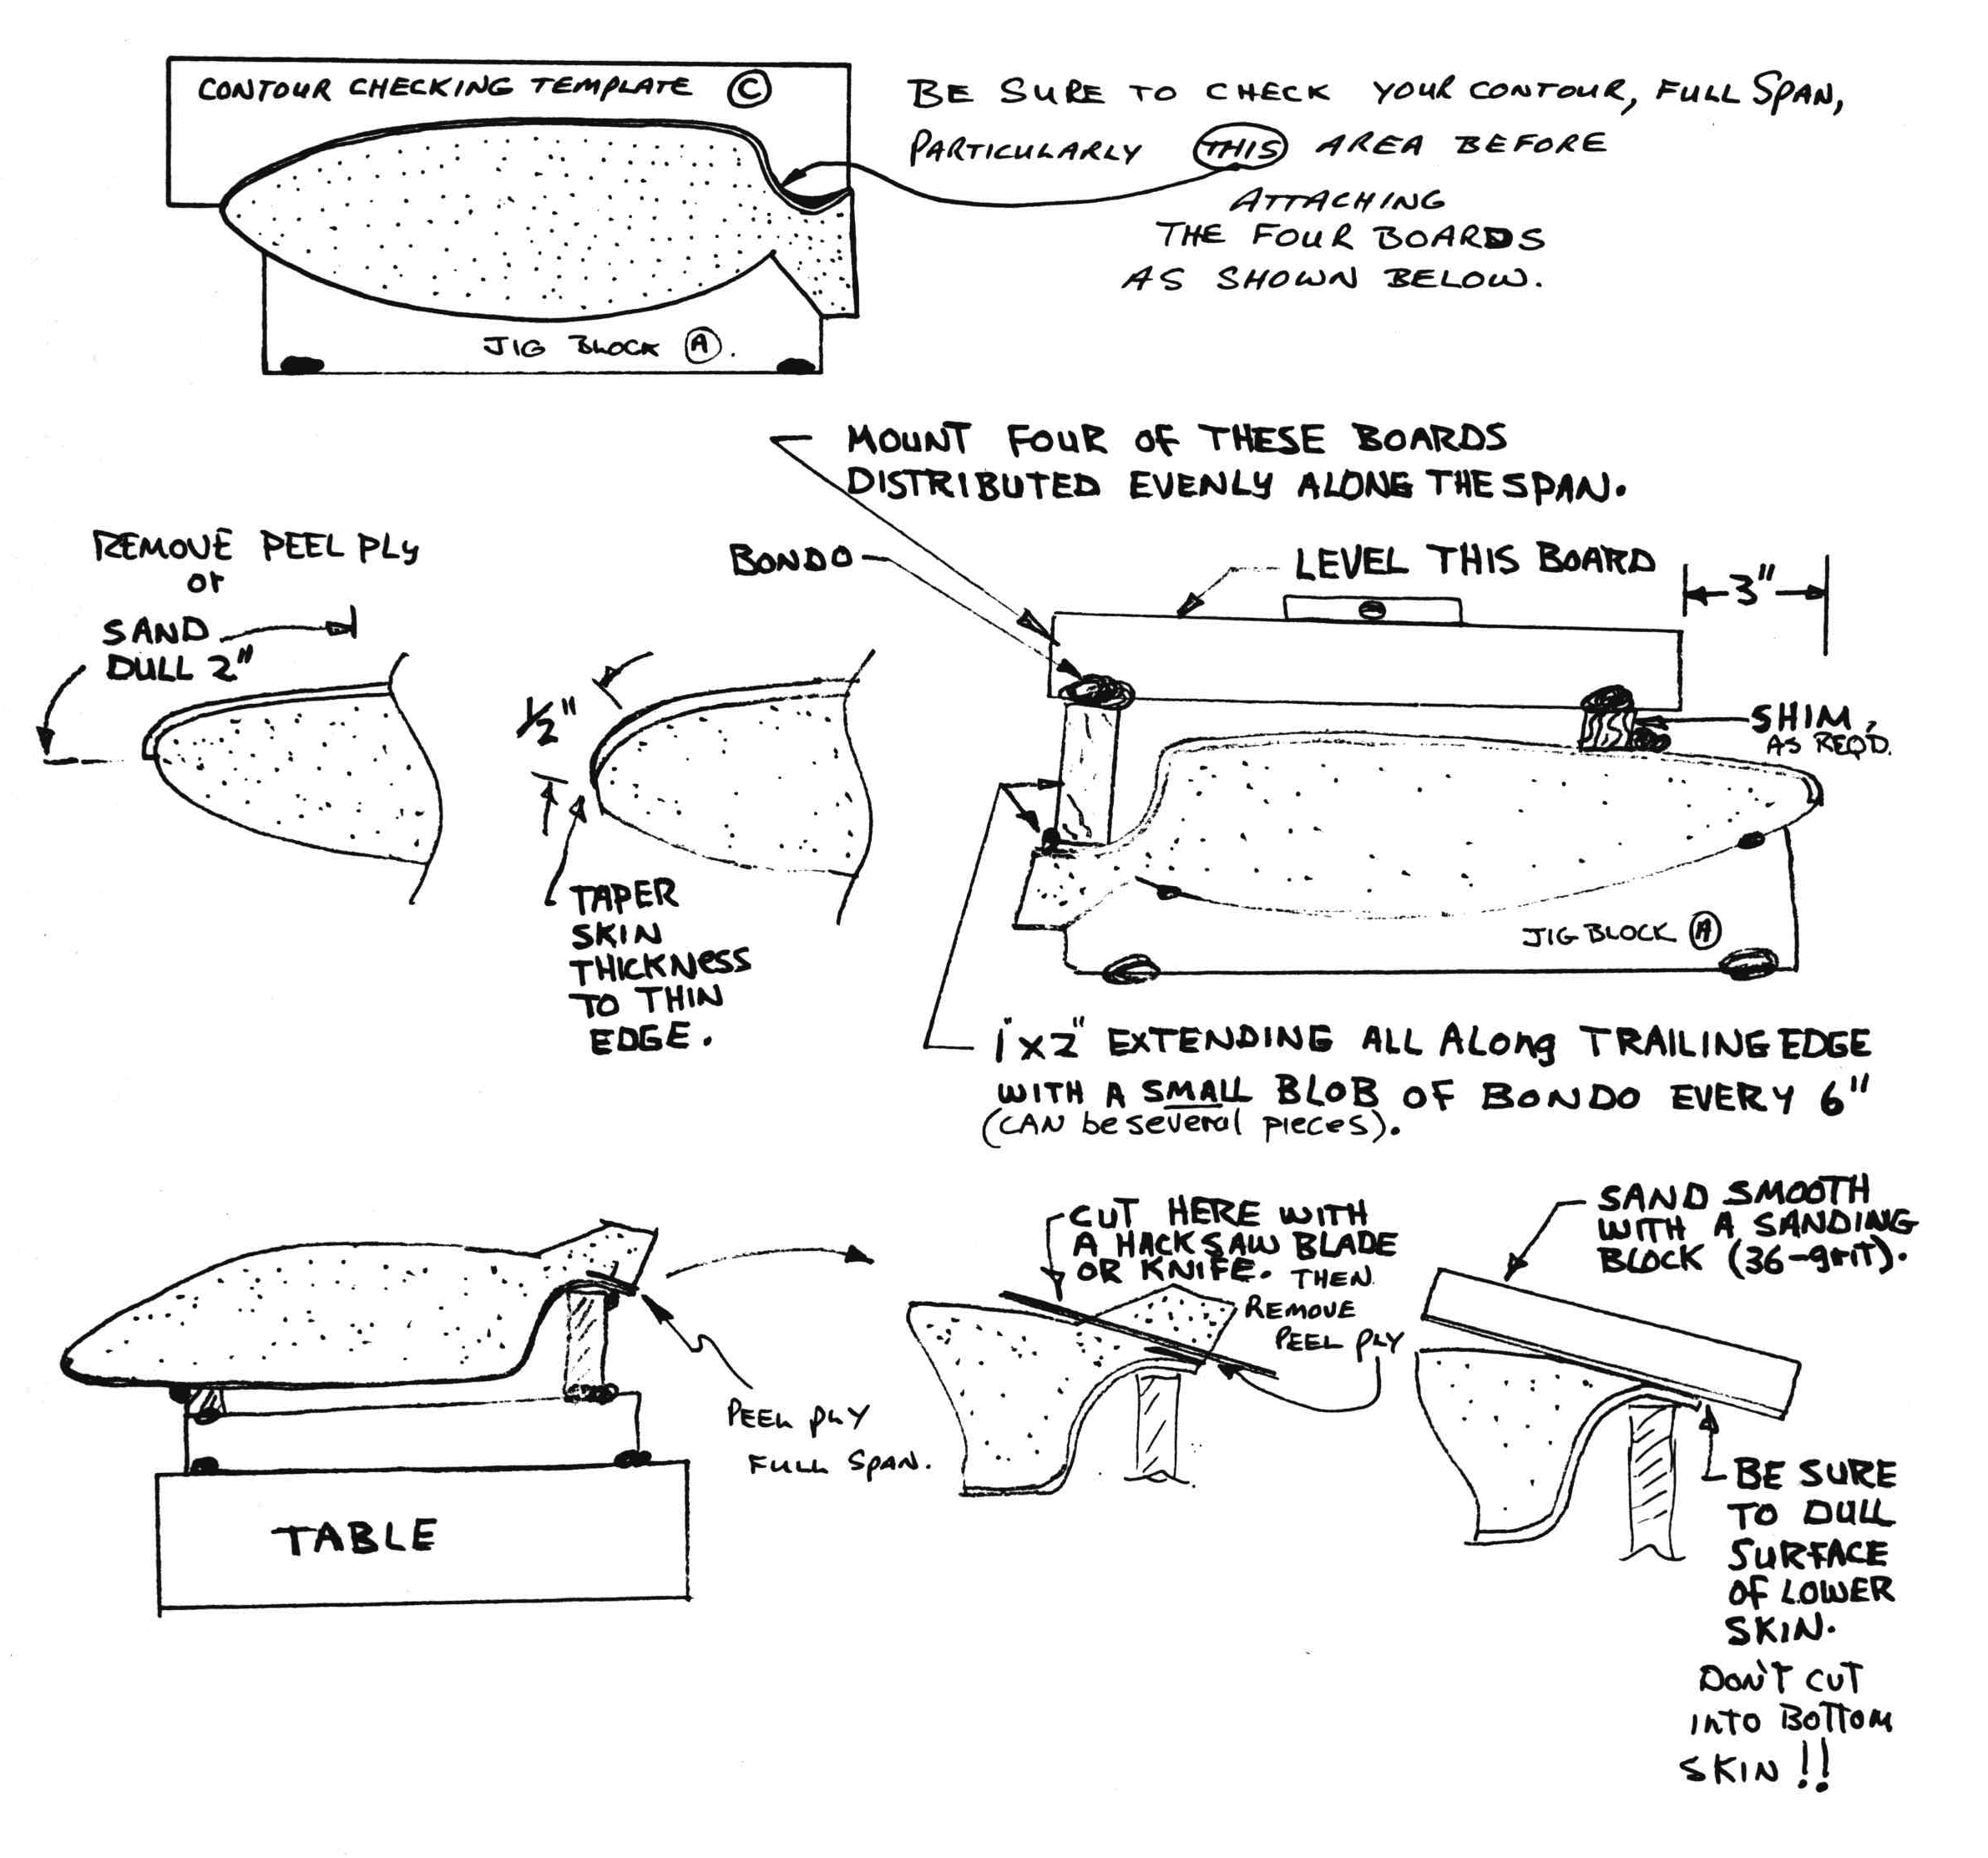 CONTOUR CHECKING TEMPLATE Ⓒ
BE SURE TO CHECK YOUR CONTOUR, FULL SPAN,
PARTICULARLY THIS AREA BEFORE
ATTACHING
THE FOUR BOARDS
AS SHOWN BELOW.
JIG BLOCK Ⓐ.
MOUNT FOUR OF THESE BOARDS
DISTRIBUTED EVENLY ALONG THE SPAN.
REMOVE PEEL PLY
or
SAND
DULL 2"
BONDO
LEVEL THIS BOARD
3"
1/2"
SHIM,
AS REQ'D.
TAPER
SKIN
THICKNESS
TO THIN
EDGE.
JIG BLOCK Ⓐ
1"x2" EXTENDING ALL ALONG TRAILING EDGE
WITH A SMALL BLOB OF BONDO EVERY 6"
(CAN be several pieces).
CUT HERE WITH
A HACKSAW BLADE
OR KNIFE. THEN
REMOVE
PEEL PLY
SAND SMOOTH
WITH A SANDING
BLOCK (36-grit).
PEEL PLY
FULL SPAN.
TABLE
BE SURE
TO DULL
SURFACE
OF LOWER
SKIN.
DON'T CUT
INTO BOTTOM
SKIN!!